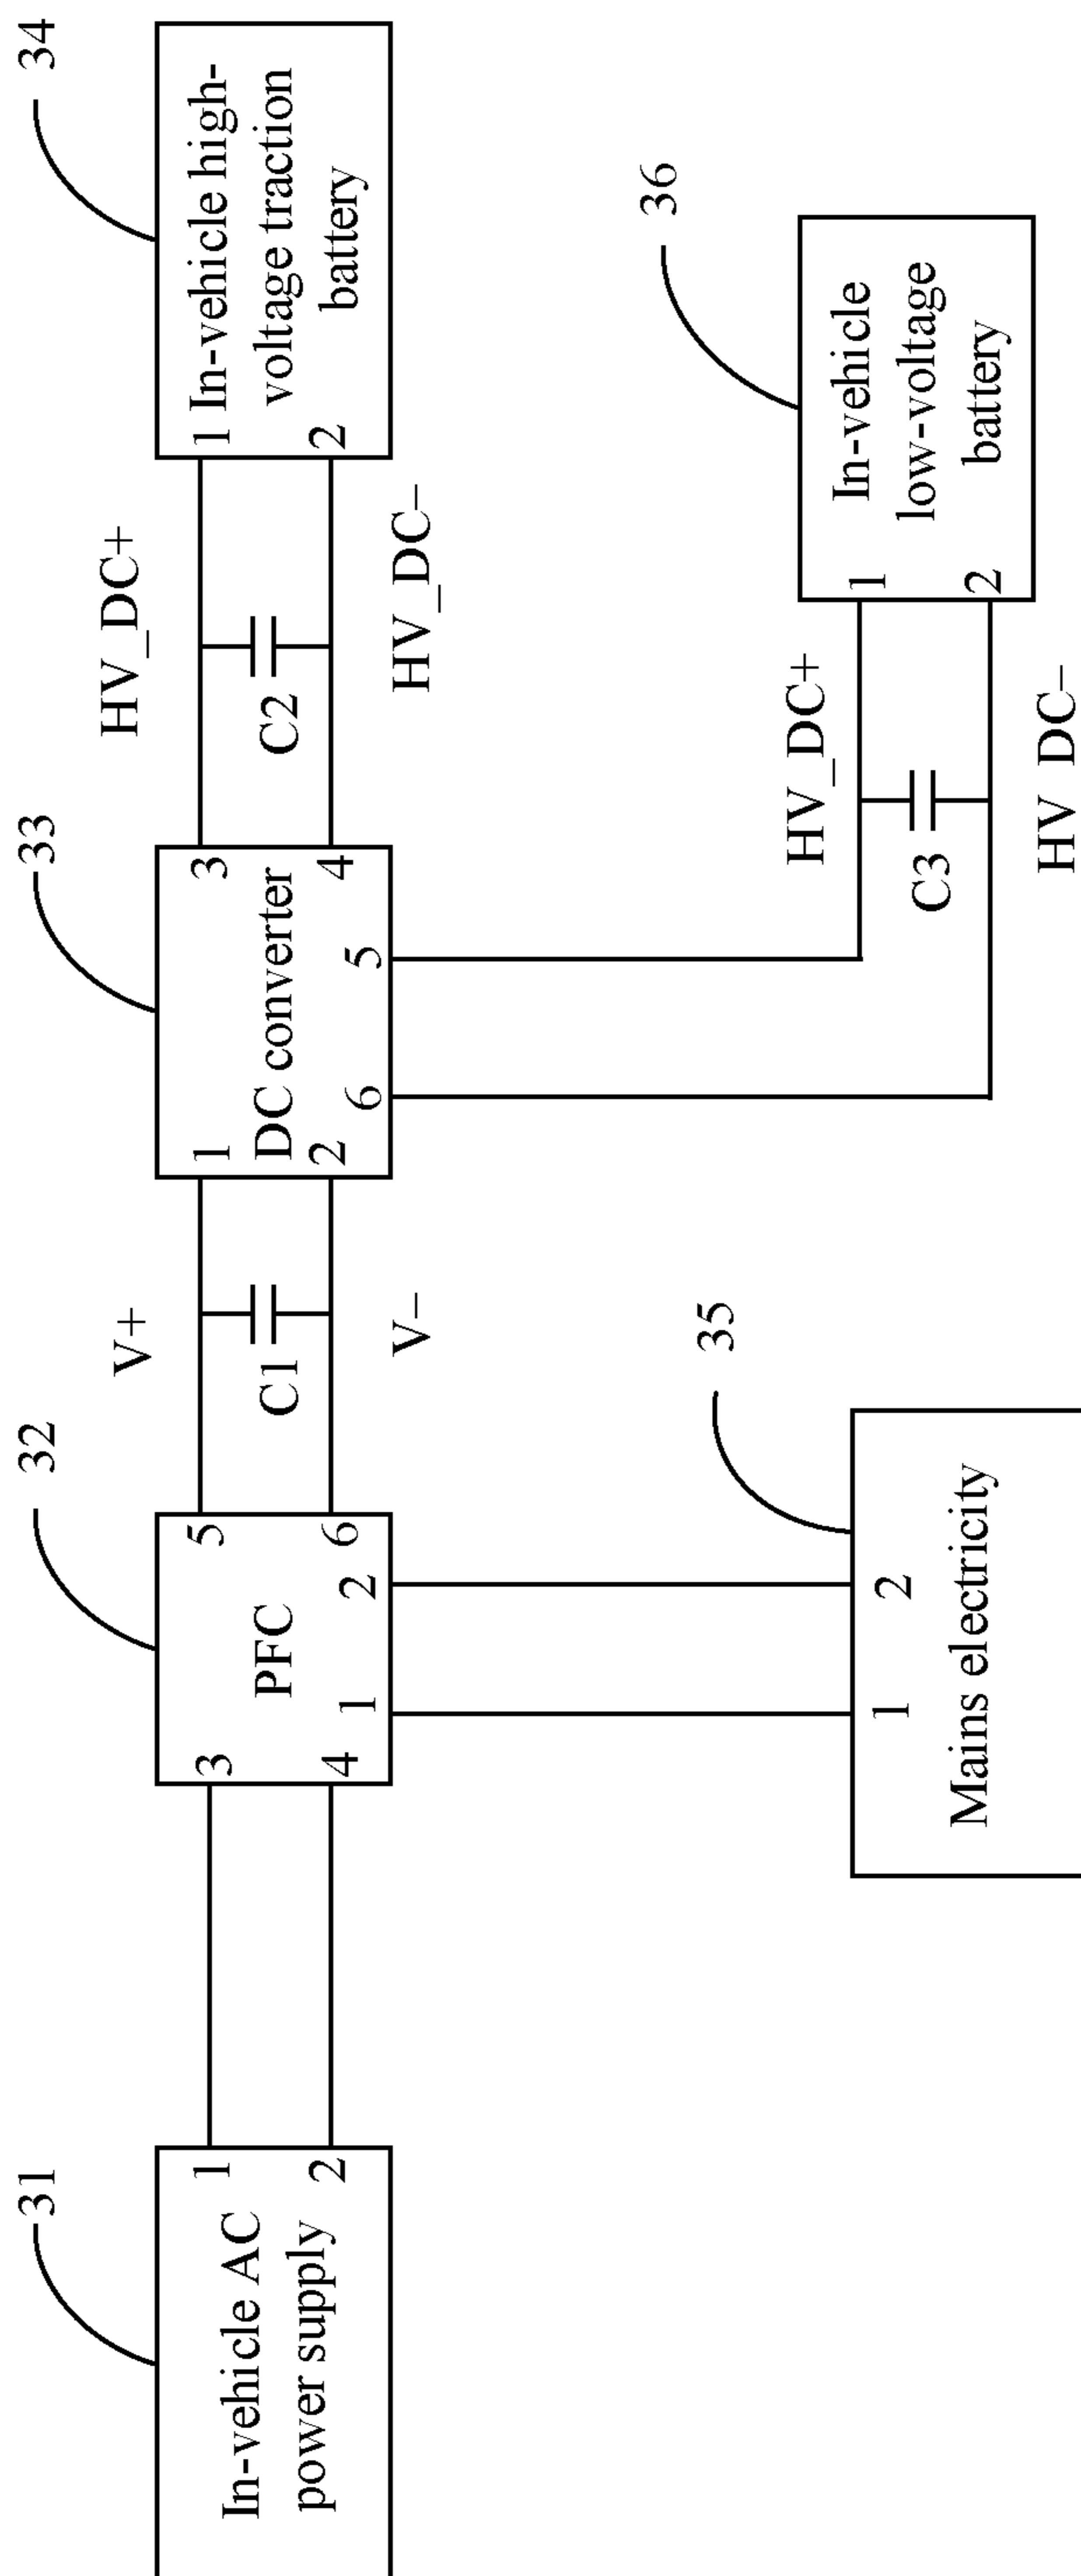 31
In-vehicle AC
power supply
1
2
32
PFC
3
4
1
2
5
6
V+
C1
V−
33
DC converter
1
2
3
4
5
6
HV_DC+
C2
HV_DC−
34
1 In-vehicle high-
voltage traction
2 battery
35
1
2
Mains electricity
HV_DC+
C3
HV DC−
36
In-vehicle
low-voltage
battery
1
2